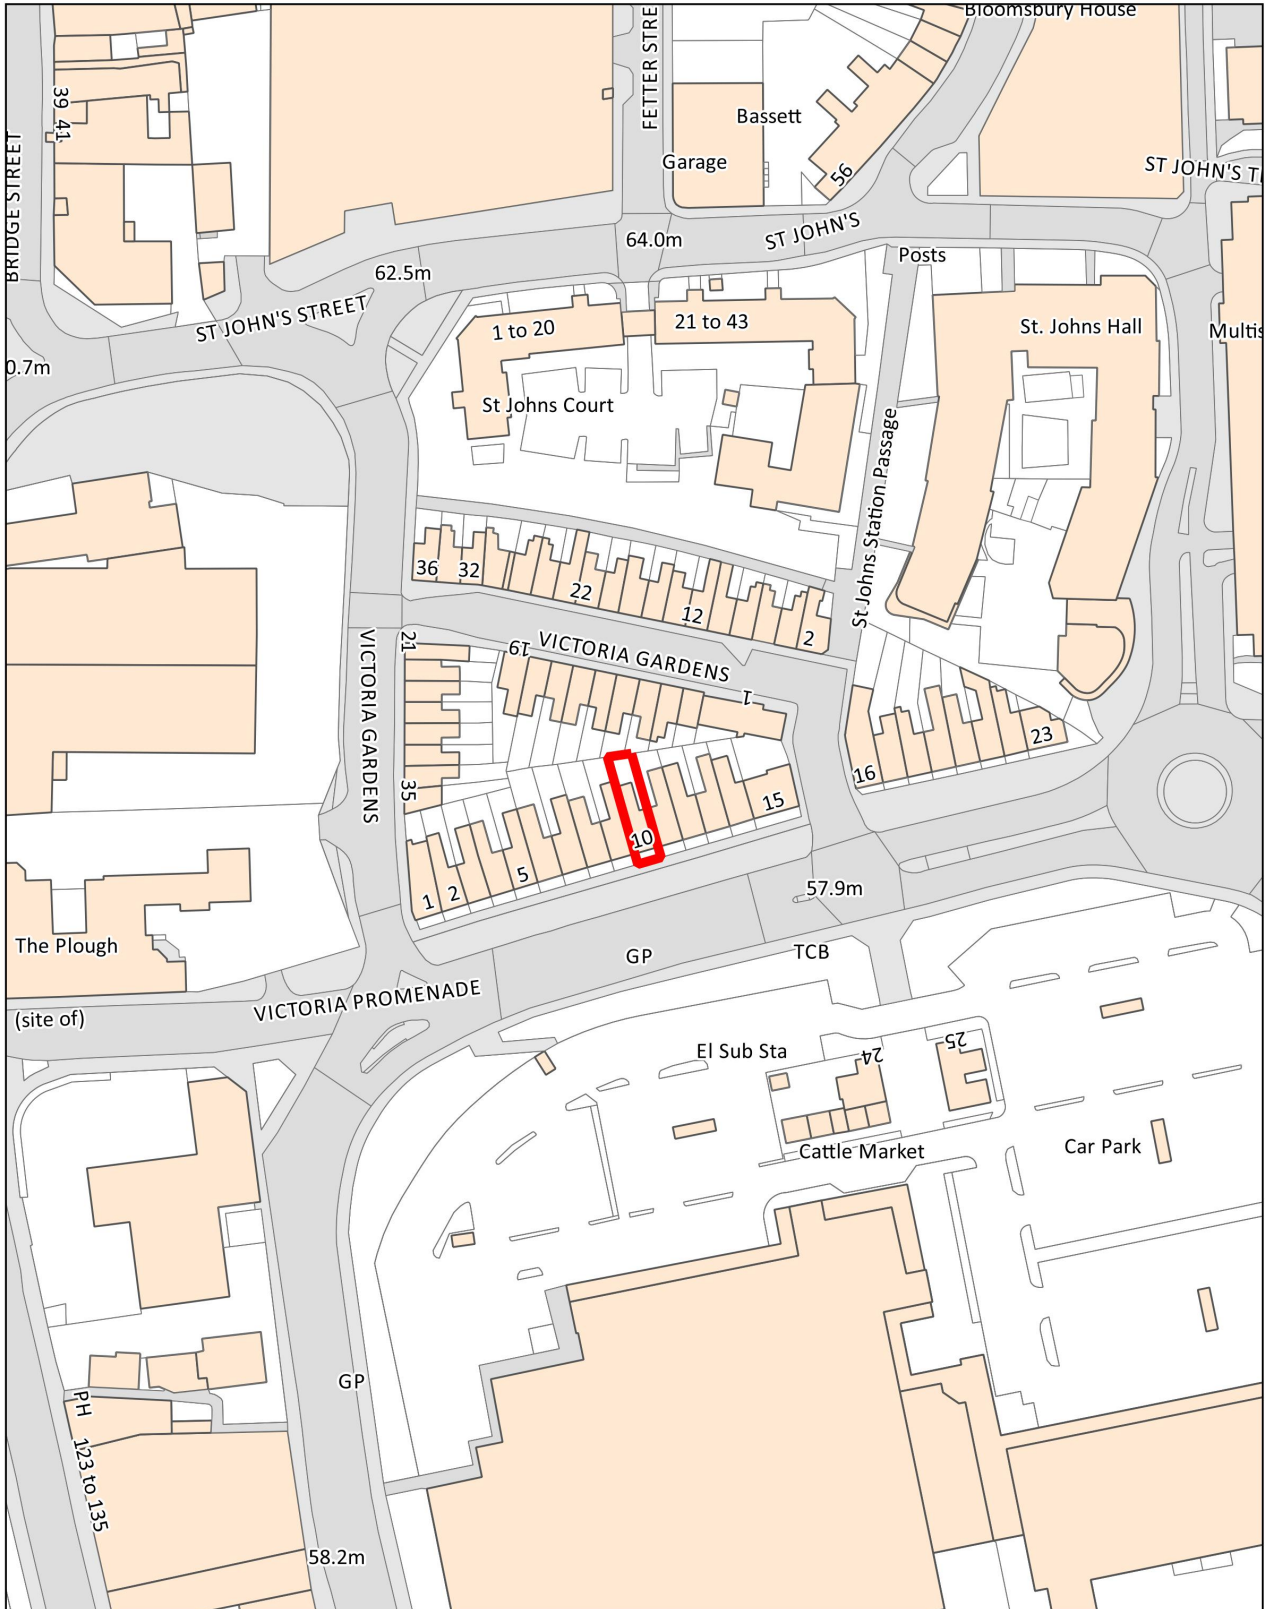 Bloomsbury House
FETTER STRE
39
41
Bassett
Garage
56
BRIDGE STREET
ST JOHN'S T
ST JOHN'S
64.0m
Posts
62.5m
ST JOHN'S STREET
1 to 20
21 to 43
St. Johns Hall
Multis
0.7m
St Johns Court
St Johns Station Passage
36
32
22
12
2
21
19
VICTORIA GARDENS
1
VICTORIA GARDENS
23
16
35
15
10
5
2
1
57.9m
The Plough
GP
TCB
VICTORIA PROMENADE
(site of)
El Sub Sta
24
25
Cattle Market
Car Park
GP
PH
123 to 135
58.2m